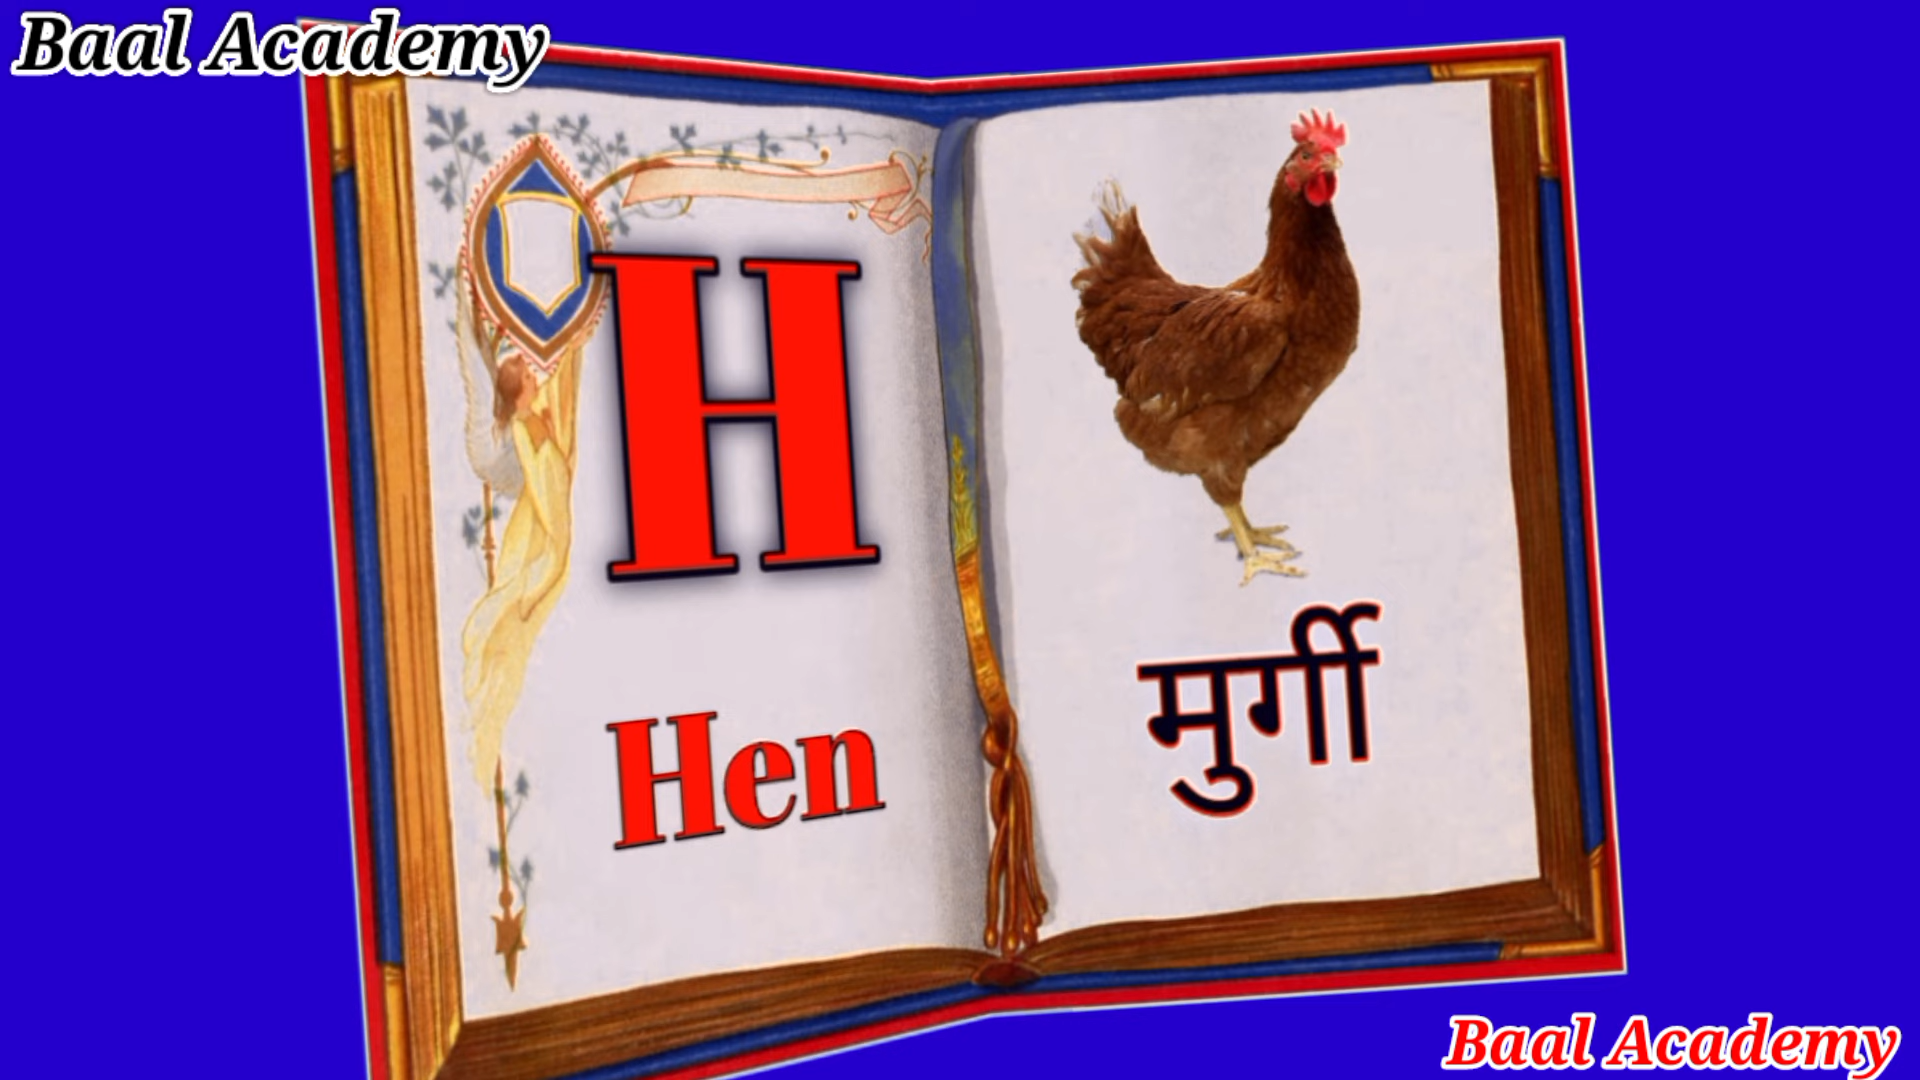 Baal Academy
H
Hen
मुर्गी
Baal Academy